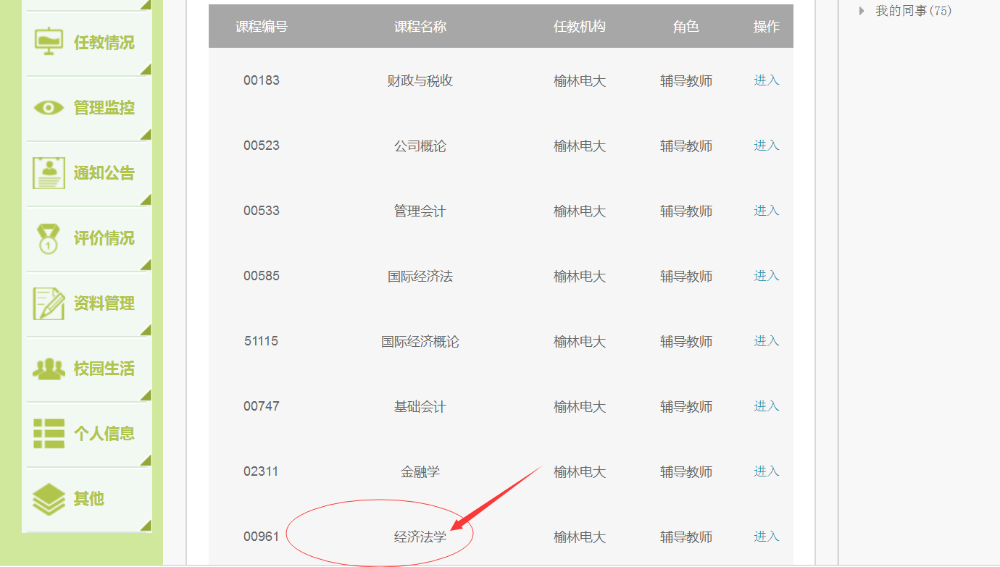 任教情况
管理监控
通知公告
评价情况
1
资料管理
校园生活
个人信息
其他
课程编号 课程名称 任教机构 角色 操作
00183 财政与税收 榆林电大 辅导教师 进入
00523 公司概论 榆林电大 辅导教师 进入
00533 管理会计 榆林电大 辅导教师 进入
00585 国际经济法 榆林电大 辅导教师 进入
51115 国际经济概论 榆林电大 辅导教师 进入
00747 基础会计 榆林电大 辅导教师 进入
02311 金融学 榆林电大 辅导教师 进入
00961 经济法学 榆林电大 辅导教师 进入
我的同事(75)